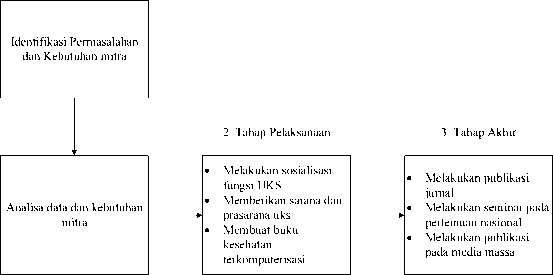 Identifikasi Permasalahan
dan Kebutuhan mitra
Analisa data dan kebutuhan
mitra
2. Tahap Pelaksanaan
• Melakukan sosialisasi
fungsi UKS
• Memberikan sarana dan
prasarana uks
• Membuat buku
kesehatan
terkomputerisasi
3. Tahap Akhir
• Melakukan publikasi
jurnal
• Melakukan seminar pada
pertemuan nasional
• Melakukan publikasi
pada media massa